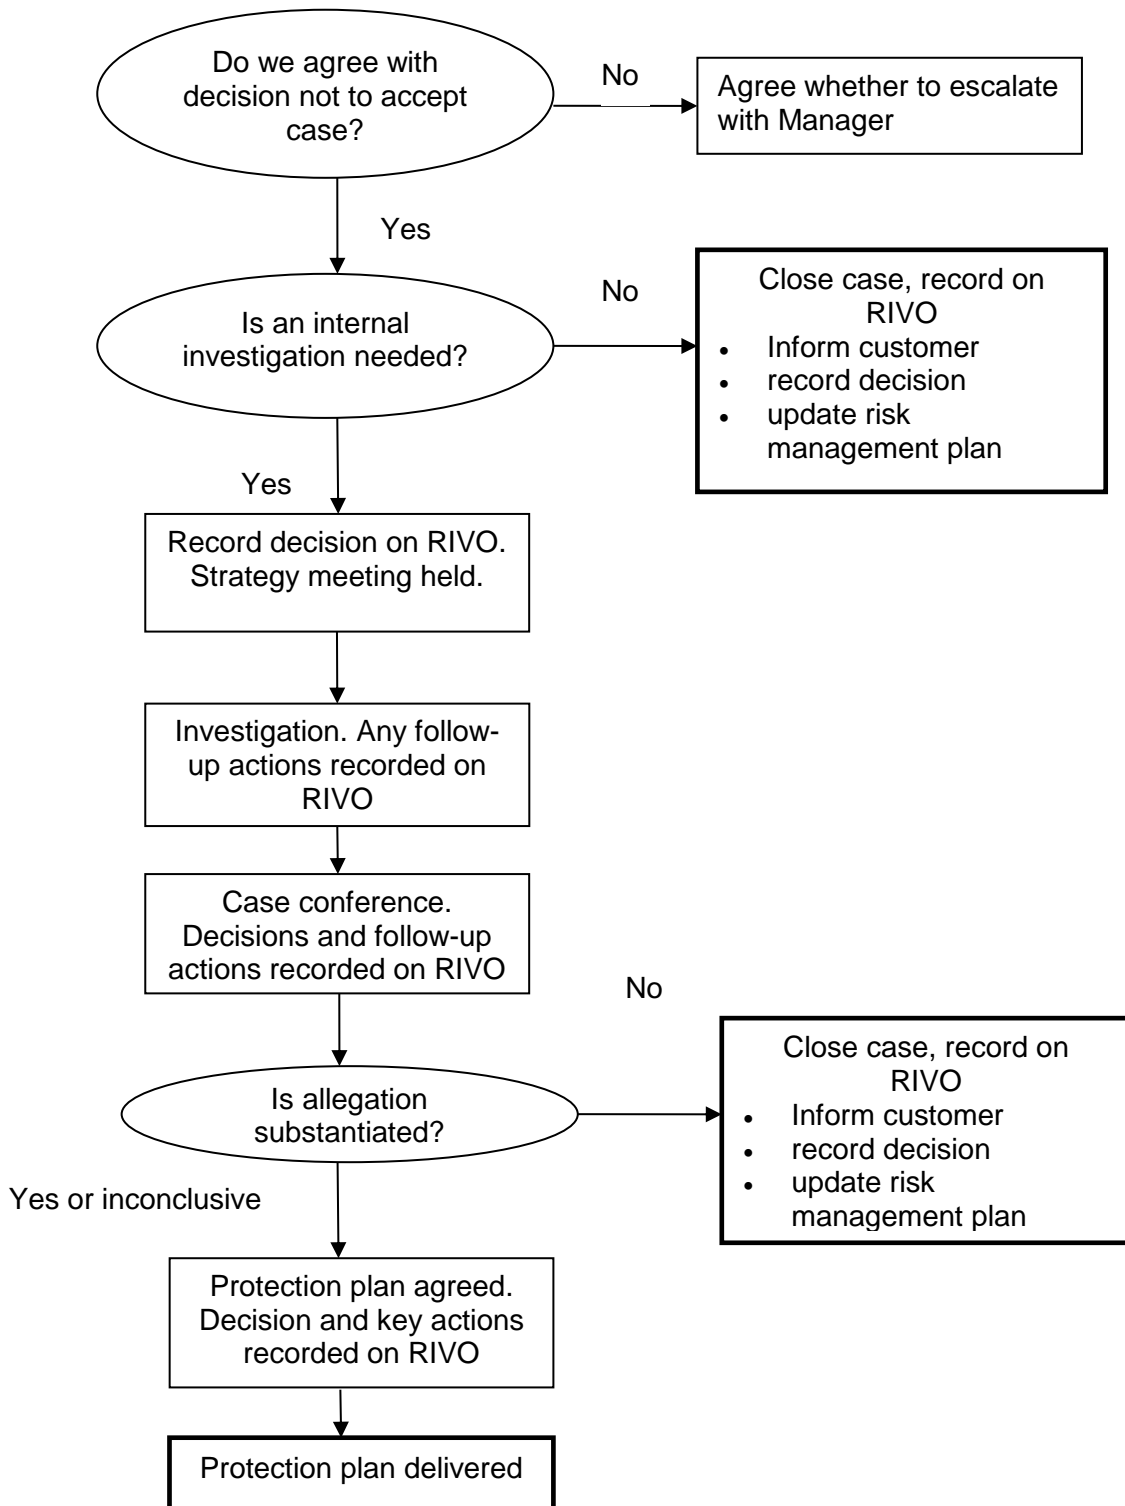 Do we agree with
decision not to accept
case?
No
Agree whether to escalate
with Manager
Yes
Is an internal
investigation needed?
No
Close case, record on
RIVO
• Inform customer
• record decision
• update risk
management plan
Yes
Record decision on RIVO.
Strategy meeting held.
Investigation. Any follow-
up actions recorded on
RIVO
Case conference.
Decisions and follow-up
actions recorded on RIVO
No
Is allegation
substantiated?
Close case, record on
RIVO
• Inform customer
• record decision
• update risk
management plan
Yes or inconclusive
Protection plan agreed.
Decision and key actions
recorded on RIVO
Protection plan delivered